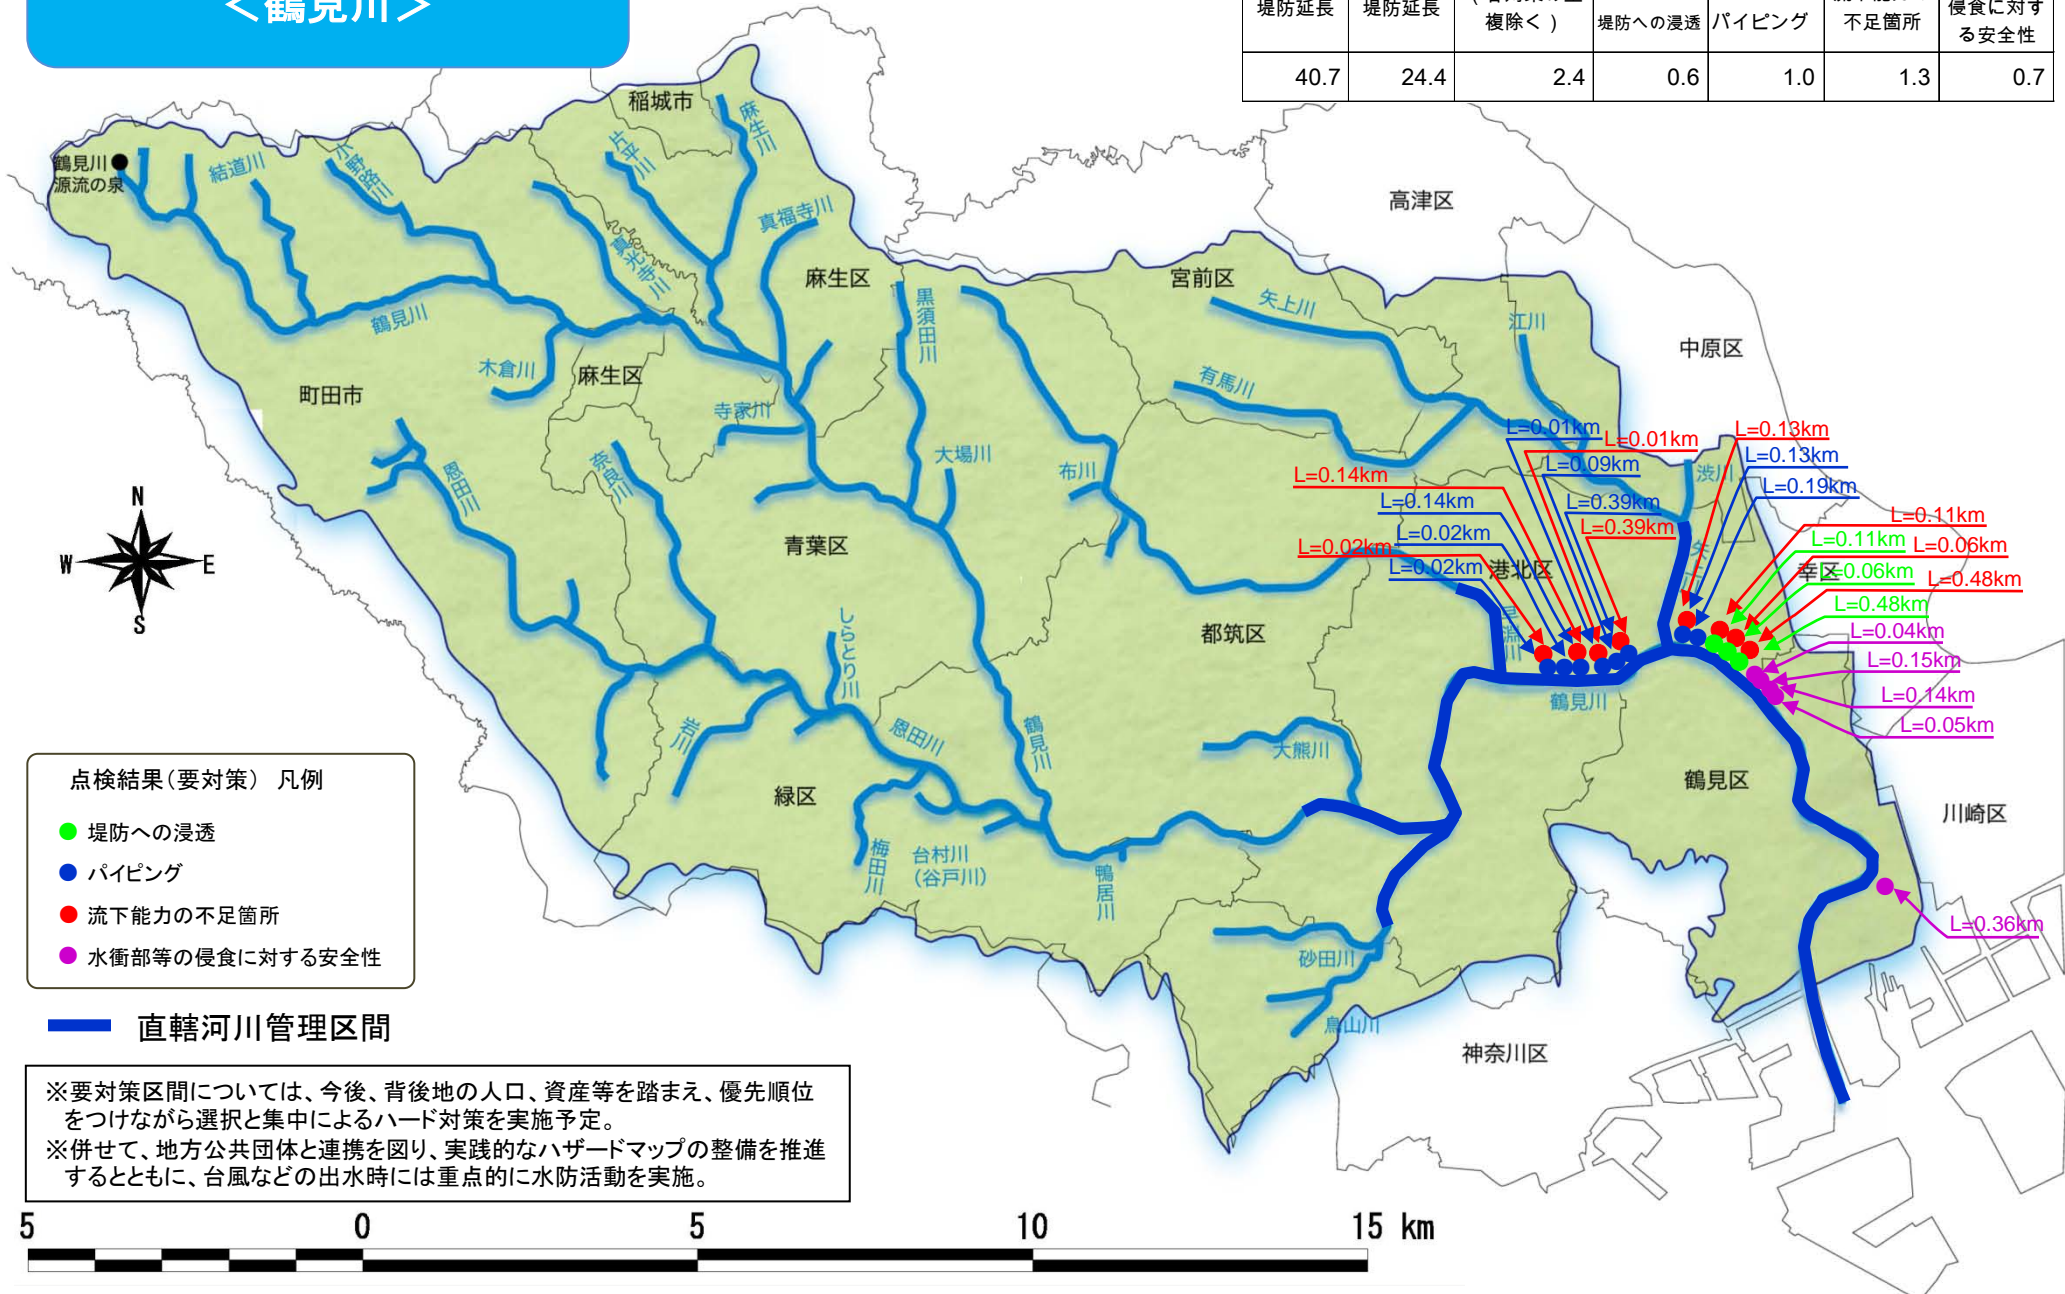 ＜鶴見川＞
堤防延長
堤防延長
複除く）
堤防への浸透
パイピング
不足箇所
侵食に対す
る安全性
40.7
24.4
2.4
0.6
1.0
1.3
0.7
稲城市
麻生川
片平川
小野路川
結道川
鶴見川
源流の泉
真福寺川
真光寺川
麻生区
黒須田川
高津区
宮前区
矢上川
江川
中原区
鶴見川
木倉川
麻生区
町田市
寺家川
有馬川
恩田川
奈良川
大場川
布川
渋川
L=0.01km
L=0.01km
L=0.13km
L=0.09km
L=0.13km
L=0.14km
L=0.19km
L=0.14km
L=0.39km
L=0.39km
L=0.02km
L=0.02km
L=0.02km
L=0.11km
L=0.11km
L=0.06km
L=0.06km
L=0.48km
L=0.48km
L=0.04km
L=0.15km
L=0.14km
L=0.05km
L=0.36km
N
W
E
S
青葉区
港北区
幸区
矢上川
早淵川
都筑区
しらとり川
岩川
恩田川
鶴見川
鶴見川
大熊川
緑区
鶴見区
川崎区
梅田川
台村川
（谷戸川）
鴨居川
砂田川
鳥山川
神奈川区
点検結果（要対策） 凡例
堤防への浸透
パイピング
流下能力の不足箇所
水衝部等の侵食に対する安全性
直轄河川管理区間
※要対策区間については、今後、背後地の人口、資産等を踏まえ、優先順位
をつけながら選択と集中によるハード対策を実施予定。
※併せて、地方公共団体と連携を図り、実践的なハザードマップの整備を推進
するとともに、台風などの出水時には重点的に水防活動を実施。
5 0 5 10 15 km